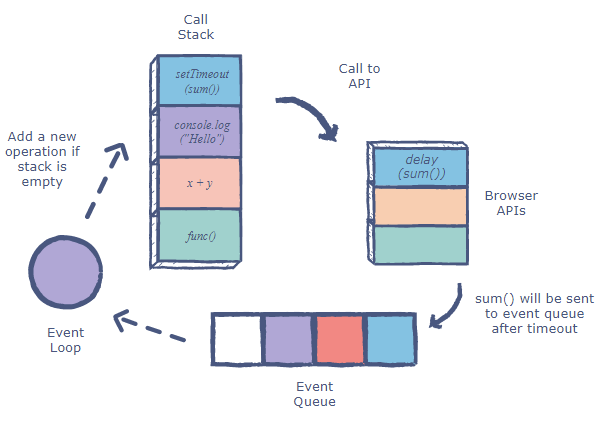 Call
Stack
setTimeout
(sum())
console.log
("Hello")
x + y
func()
Call to
API
delay
(sum())
Browser
APIs
Add a new
operation if
stack is
empty
Event
Loop
sum() will be sent
to event queue
after timeout
Event
Queue